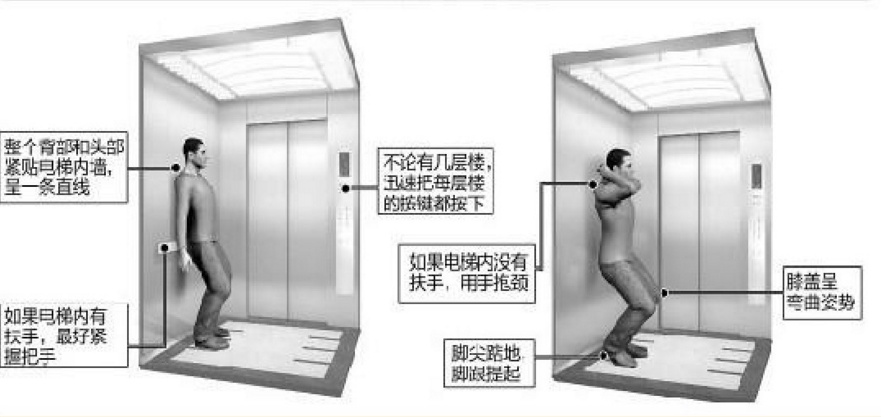 整个背部和头部
紧贴电梯内墙,
呈一条直线
不论有几层楼,
迅速把每层楼
的按键都按下
如果电梯内有
扶手，最好紧
握把手
如果电梯内没有
扶手，用手抱颈
膝盖呈
弯曲姿势
脚尖踮地
脚跟提起